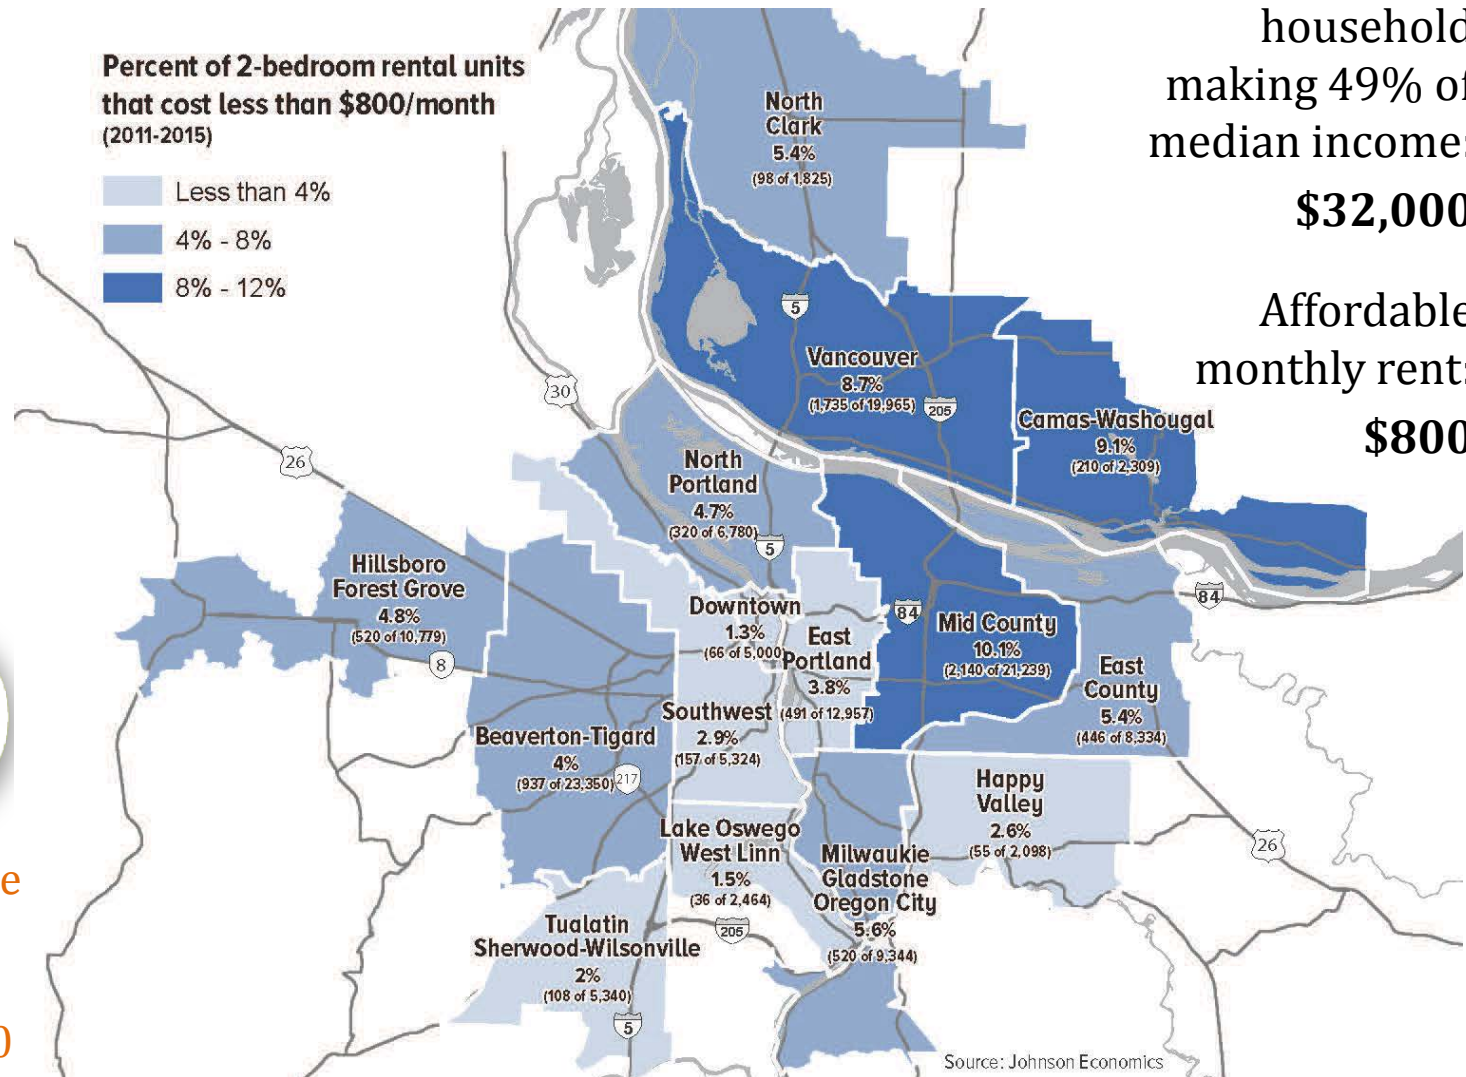 Percent of 2-bedroom rental units
that cost less than $800/month
(2011-2015)
Less than 4%
4% - 8%
8% - 12%
household
making 49% of
median income:
$32,000
Affordable
monthly rent:
$800
North
Clark
5.4%
(98 of 1,825)
5
Vancouver
8.7%
(1,735 of 19,965)
205
30
Camas-Washougal
9.1%
(210 of 2,309)
26
North
Portland
4.7%
(320 of 6,780)
5
Hillsboro
Forest Grove
4.8%
(520 of 10,779)
8
Downtown
1.3%
(66 of 5,000)
East
Portland
3.8%
(491 of 12,957)
84
Mid County
10.1%
(2,140 of 21,239)
84
East
County
5.4%
(446 of 8,334)
Southwest
2.9%
(157 of 5,324)
Beaverton-Tigard
4%
(937 of 23,350)
217
Happy
Valley
2.6%
(55 of 2,098)
26
Lake Oswego
West Linn
1.5%
(36 of 2,464)
Milwaukie
Gladstone
Oregon City
5.6%
(520 of 9,344)
205
Tualatin
Sherwood-Wilsonville
2%
(108 of 5,340)
5
e
0
Source: Johnson Economics